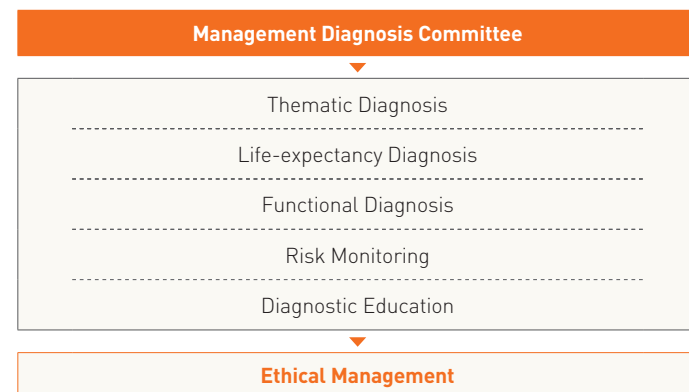 Management Diagnosis Committee
Thematic Diagnosis
Life-expectancy Diagnosis
Functional Diagnosis
Risk Monitoring
Diagnostic Education
Ethical Management